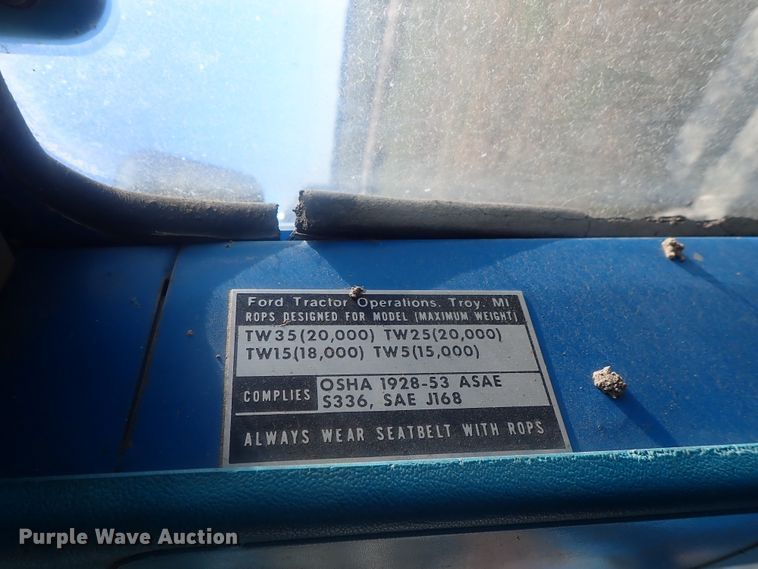 Ford Tractor Operations, Troy, MI
ROPS DESIGNED FOR MODEL (MAXIMUM WEIGHT)
TW35(20,000) TW25(20,000)
TW15(18,000) TW5(15,000)
COMPLIES OSHA 1928-53 ASAE
S336, SAE J168
ALWAYS WEAR SEATBELT WITH ROPS
Purple Wave Auction